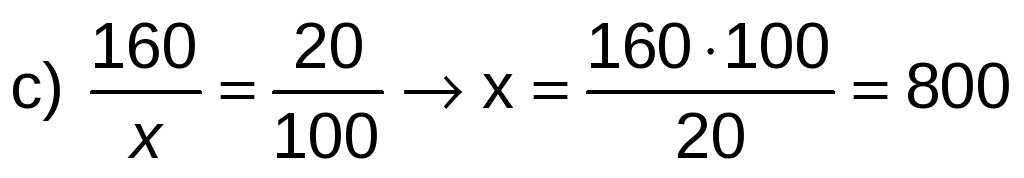 c) 160/x = 20/100 → x = 160·100/20 = 800